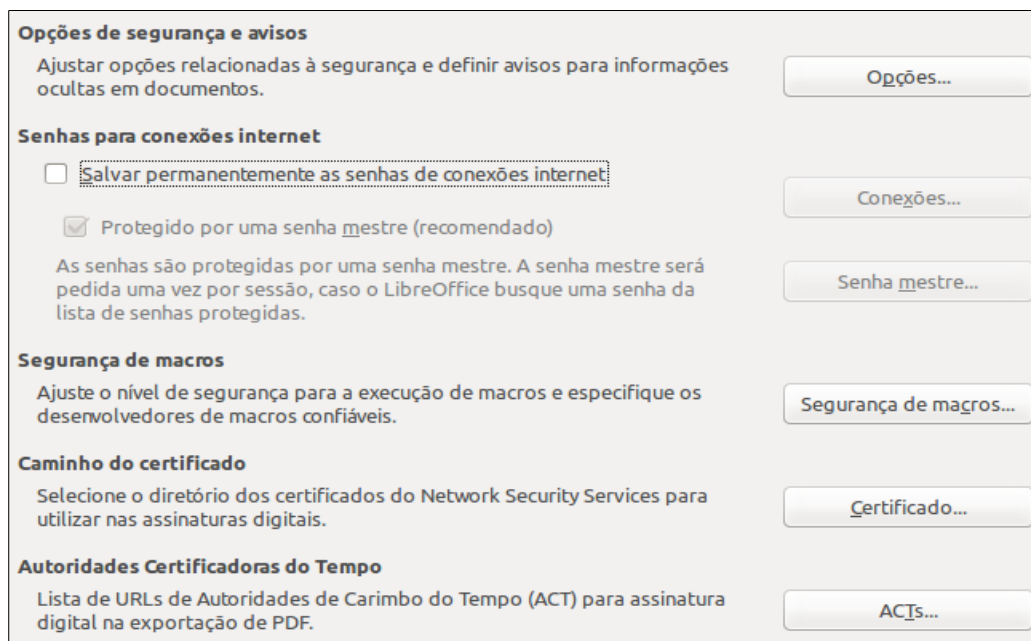 Opções de segurança e avisos
Ajustar opções relacionadas à segurança e definir avisos para informações
ocultas em documentos.
Opções...
Senhas para conexões internet
Salvar permanentemente as senhas de conexões internet
Conexões...
Protegido por uma senha mestre (recomendado)
As senhas são protegidas por uma senha mestre. A senha mestre será
pedida uma vez por sessão, caso o LibreOffice busque uma senha da
lista de senhas protegidas.
Senha mestre...
Segurança de macros
Ajuste o nível de segurança para a execução de macros e especifique os
desenvolvedores de macros confiáveis.
Segurança de macros...
Caminho do certificado
Selecione o diretório dos certificados do Network Security Services para
utilizar nas assinaturas digitais.
Certificado...
Autoridades Certificadoras do Tempo
Lista de URLs de Autoridades de Carimbo do Tempo (ACT) para assinatura
digital na exportação de PDF.
ACTs...